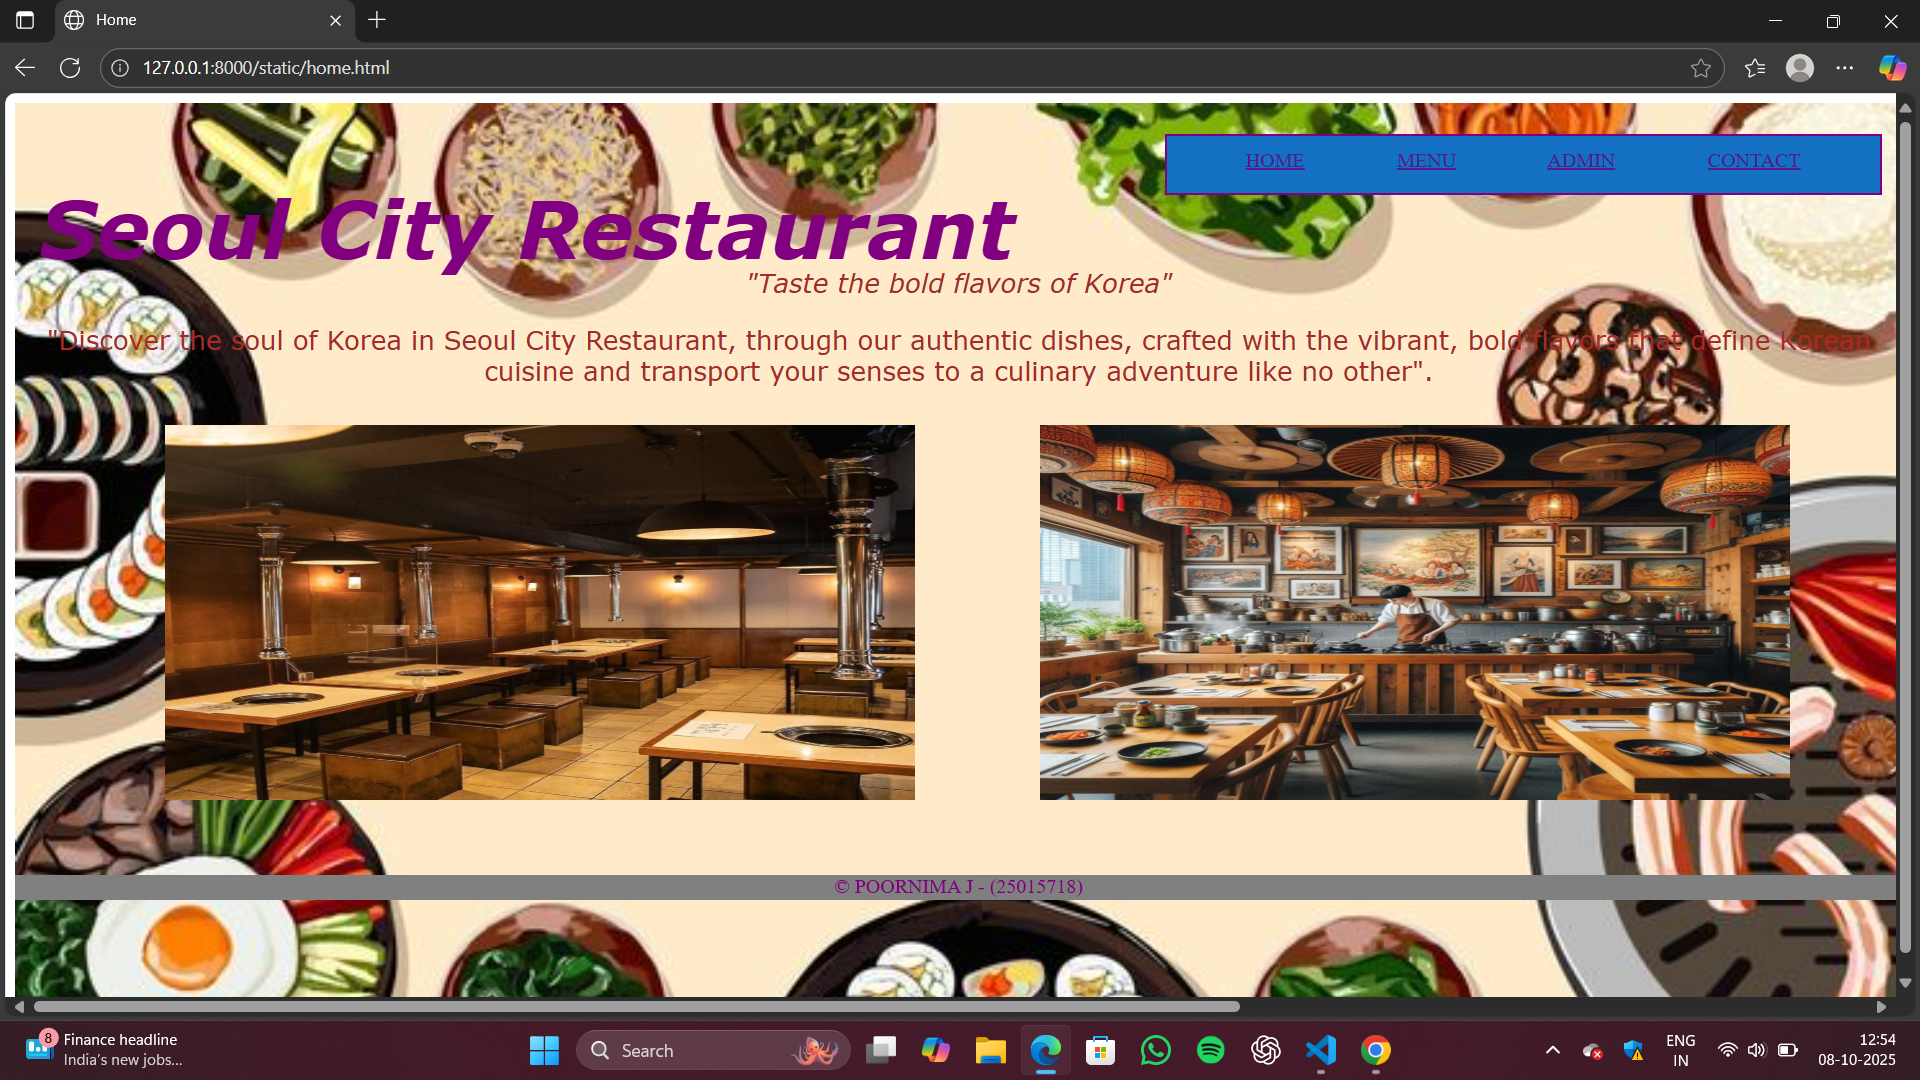 Home
127.0.0.1:8000/static/home.html
HOME MENU ADMIN CONTACT
Seoul City Restaurant
"Taste the bold flavors of Korea"
"Discover the soul of Korea in Seoul City Restaurant, through our authentic dishes, crafted with the vibrant, bold flavors that define Korean
cuisine and transport your senses to a culinary adventure like no other".
© POORNIMA J - (25015718)
8
Finance headline
India's new jobs...
Search
ENG
IN
12:54
08-10-2025